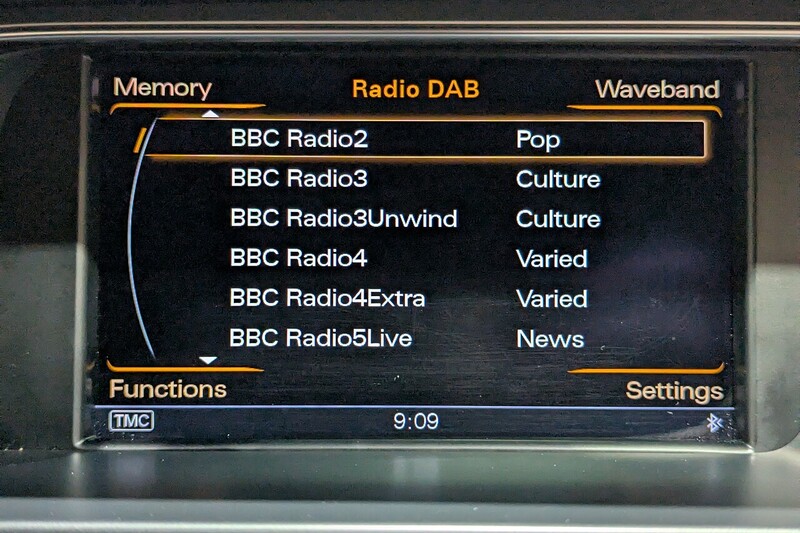 Memory Radio DAB Waveband
BBC Radio2 Pop
BBC Radio3 Culture
BBC Radio3Unwind Culture
BBC Radio4 Varied
BBC Radio4Extra Varied
BBC Radio5Live News
Functions Settings
TMC 9:09